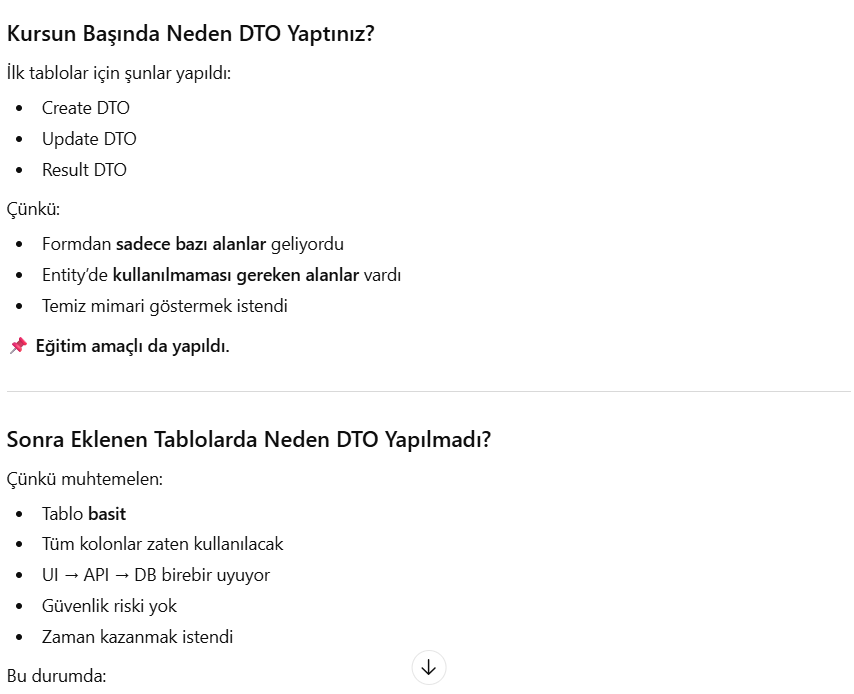 Kursun Başında Neden DTO Yaptınız?
İlk tablolar için şunlar yapıldı:
• Create DTO
• Update DTO
• Result DTO
Çünkü:
• Formdan sadece bazı alanlar geliyordu
• Entity’de kullanılmaması gereken alanlar vardı
• Temiz mimari göstermek istendi
📌 Eğitim amaçlı da yapıldı.
Sonra Eklenen Tablolarda Neden DTO Yapılmadı?
Çünkü muhtemelen:
• Tablo basit
• Tüm kolonlar zaten kullanılacak
• UI → API → DB birebir uyuyor
• Güvenlik riski yok
• Zaman kazanmak istendi
Bu durumda: